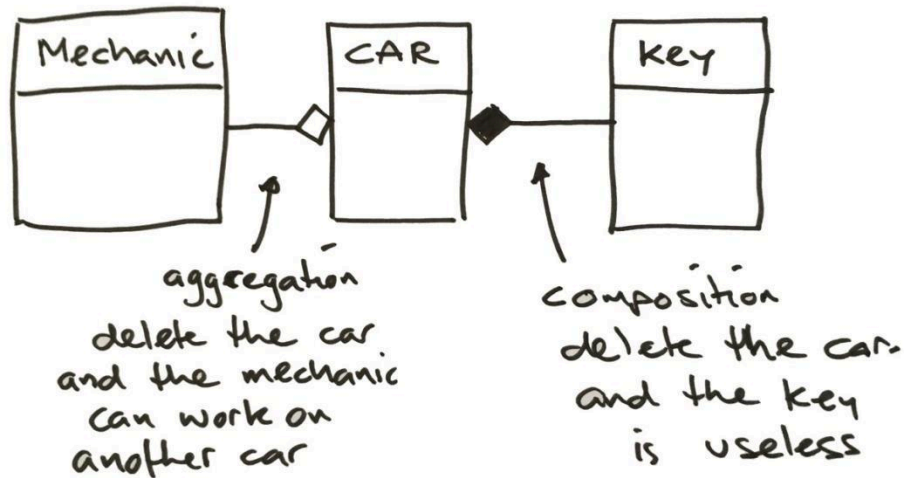 Mechanic
CAR
Key
aggregation
delete the car
and the mechanic
can work on
another car
composition
delete the car.
and the key
is useless